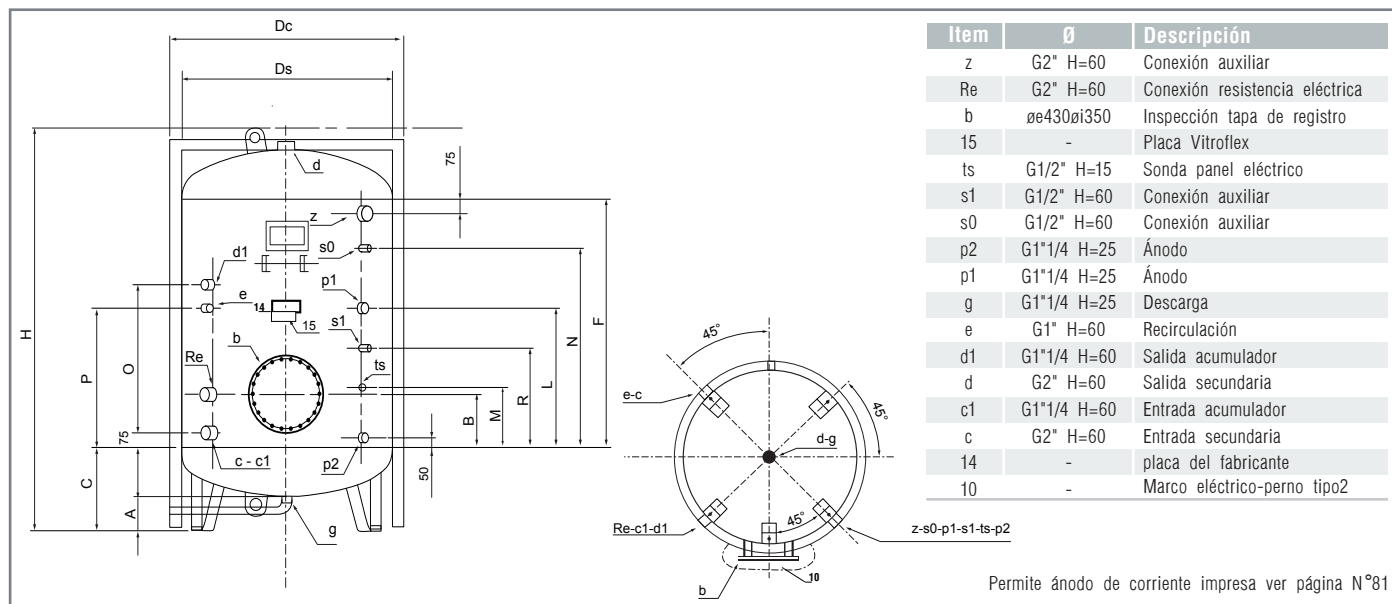 Dc
Ds
75
d
z
s0
d1
p1
e
14
15
s1
b
Re
ts
H
P
O
75
C
A
c - c1
p2
g
50
B
M
R
L
N
F
45°
e-c
45°
d-g
45°
Re-c1-d1
z-s0-p1-s1-ts-p2
b
10
Item Ø Descripción
z G2" H=60 Conexión auxiliar
Re G2" H=60 Conexión resistencia eléctrica
b øe430øi350 Inspección tapa de registro
15 - Placa Vitroflex
ts G1/2" H=15 Sonda panel eléctrico
s1 G1/2" H=60 Conexión auxiliar
s0 G1/2" H=60 Conexión auxiliar
p2 G1"1/4 H=25 Ánodo
p1 G1"1/4 H=25 Ánodo
g G1"1/4 H=25 Descarga
e G1" H=60 Recirculación
d1 G1"1/4 H=60 Salida acumulador
d G2" H=60 Salida secundaria
c1 G1"1/4 H=60 Entrada acumulador
c G2" H=60 Entrada secundaria
14 - placa del fabricante
10 - Marco eléctrico-perno tipo2
Permite ánodo de corriente impresa ver página N°81